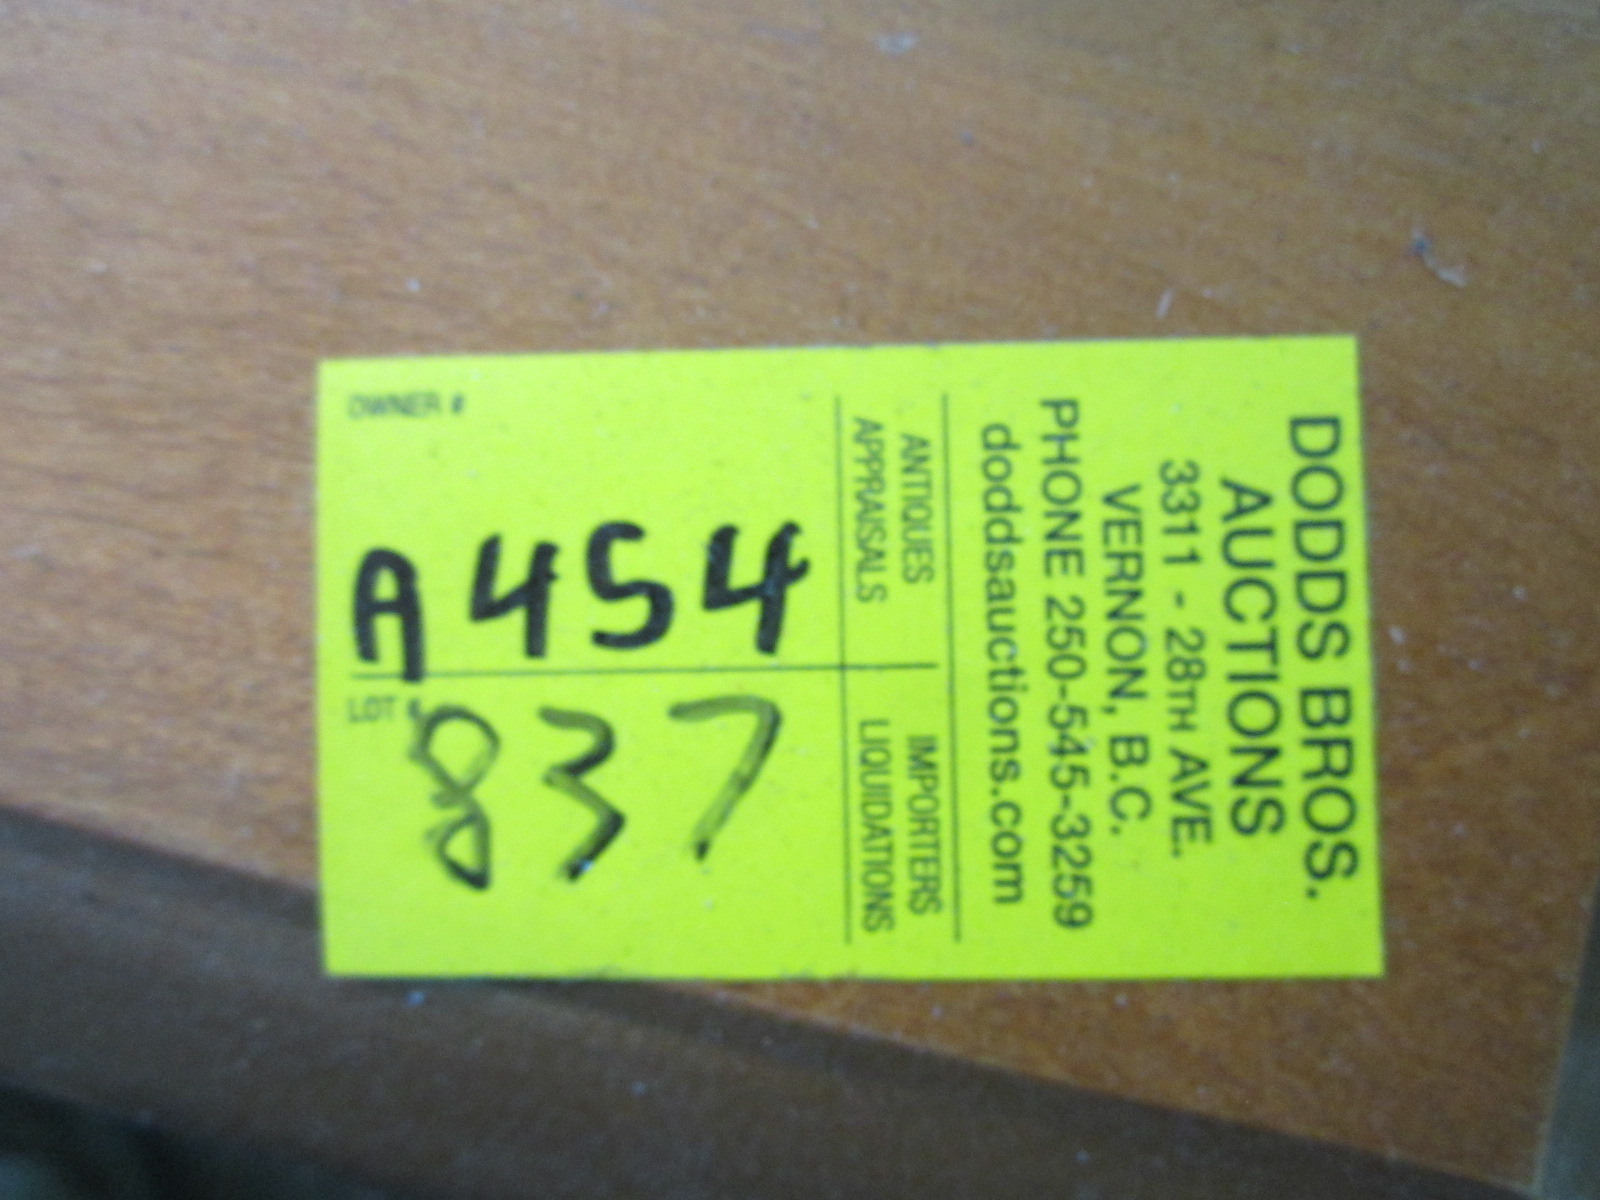 DODDS BROS.
AUCTIONS
3311 - 28TH AVE.
VERNON, B.C.
PHONE 250-545-3259
doddsauctions.com
ANTIQUES
APPRAISALS
IMPORTERS
LIQUIDATIONS
OWNER #
A454
LOT #
837